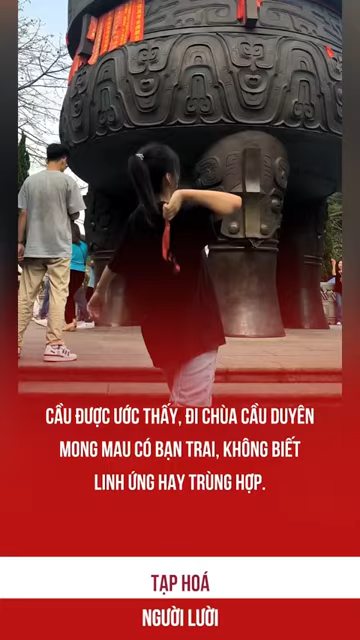 CẦU ĐƯỢC ƯỚC THẤY, ĐI CHÙA CẦU DUYÊN
MONG MAU CÓ BẠN TRAI, KHÔNG BIẾT
LINH ỨNG HAY TRÙNG HỢP.
TẠP HOÁ
NGƯỜI LƯỜI